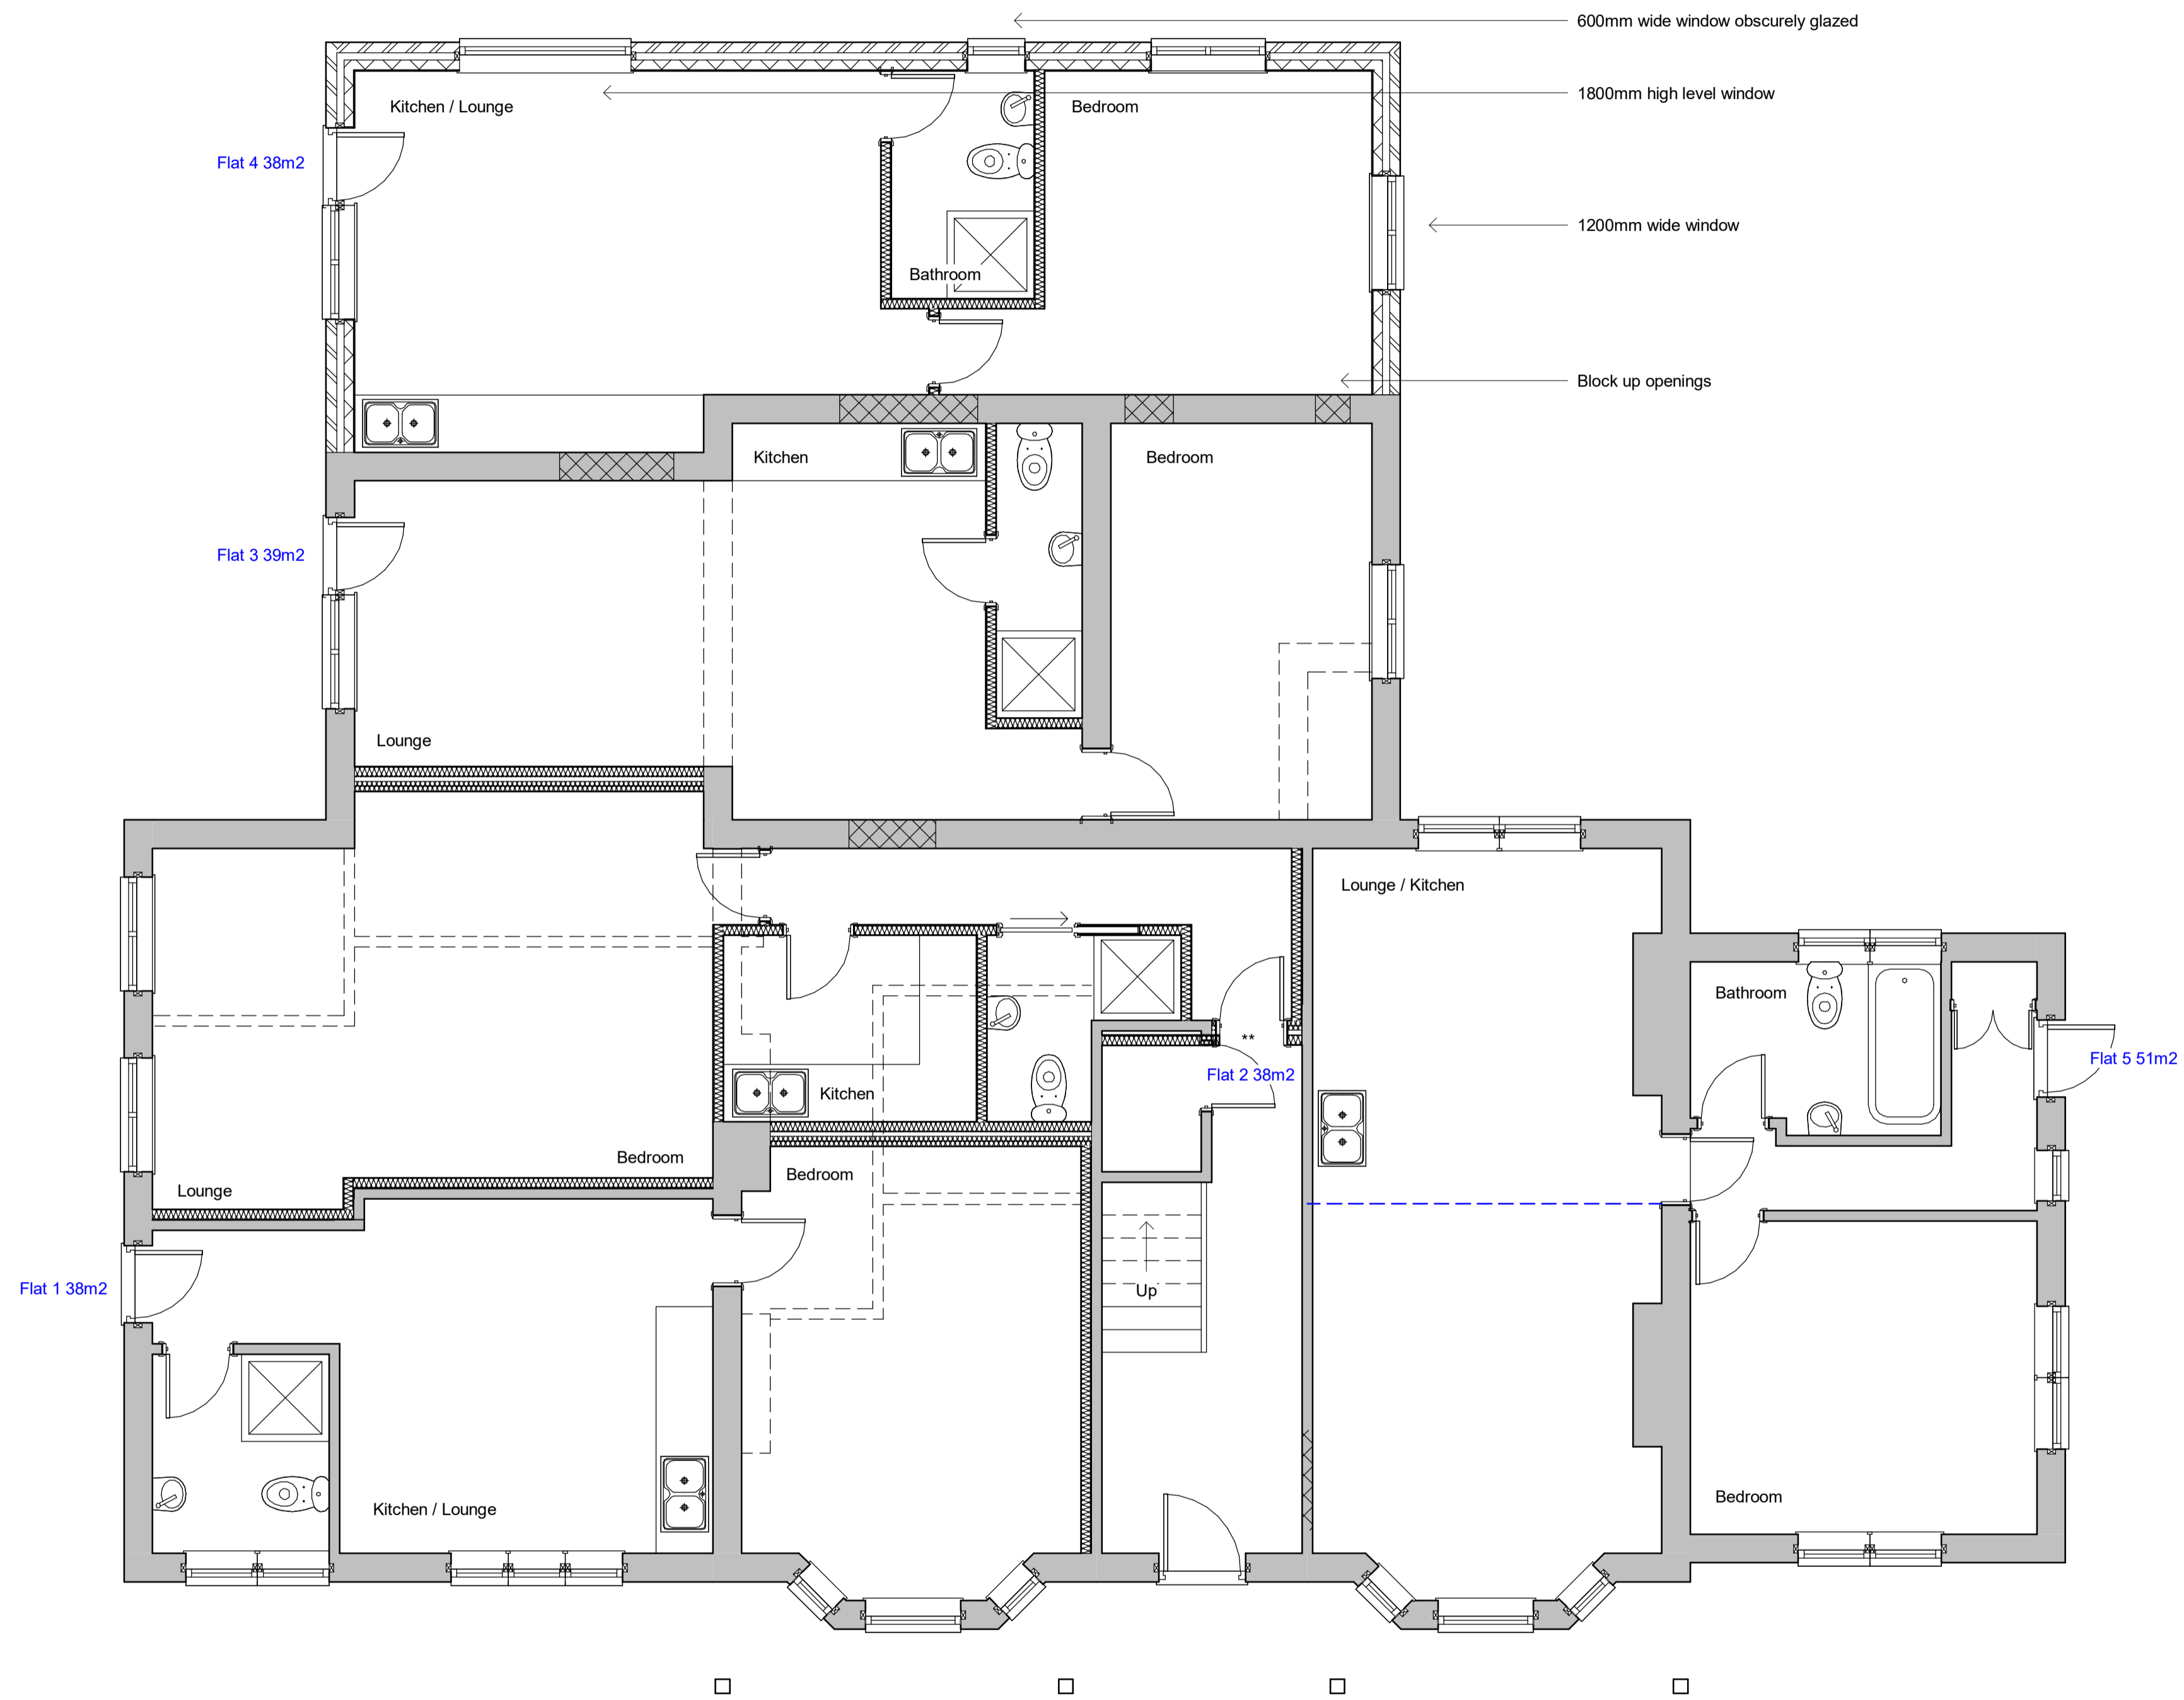 600mm wide window obscurely glazed
1800mm high level window
Kitchen / Lounge
Bedroom
Flat 4 38m2
1200mm wide window
Bathroom
Block up openings
Kitchen
Bedroom
Flat 3 39m2
Lounge
Lounge / Kitchen
Bathroom
**
Flat 5 51m2
Flat 2 38m2
Kitchen
Bedroom
Bedroom
Lounge
Flat 1 38m2
Up
Bedroom
Kitchen / Lounge